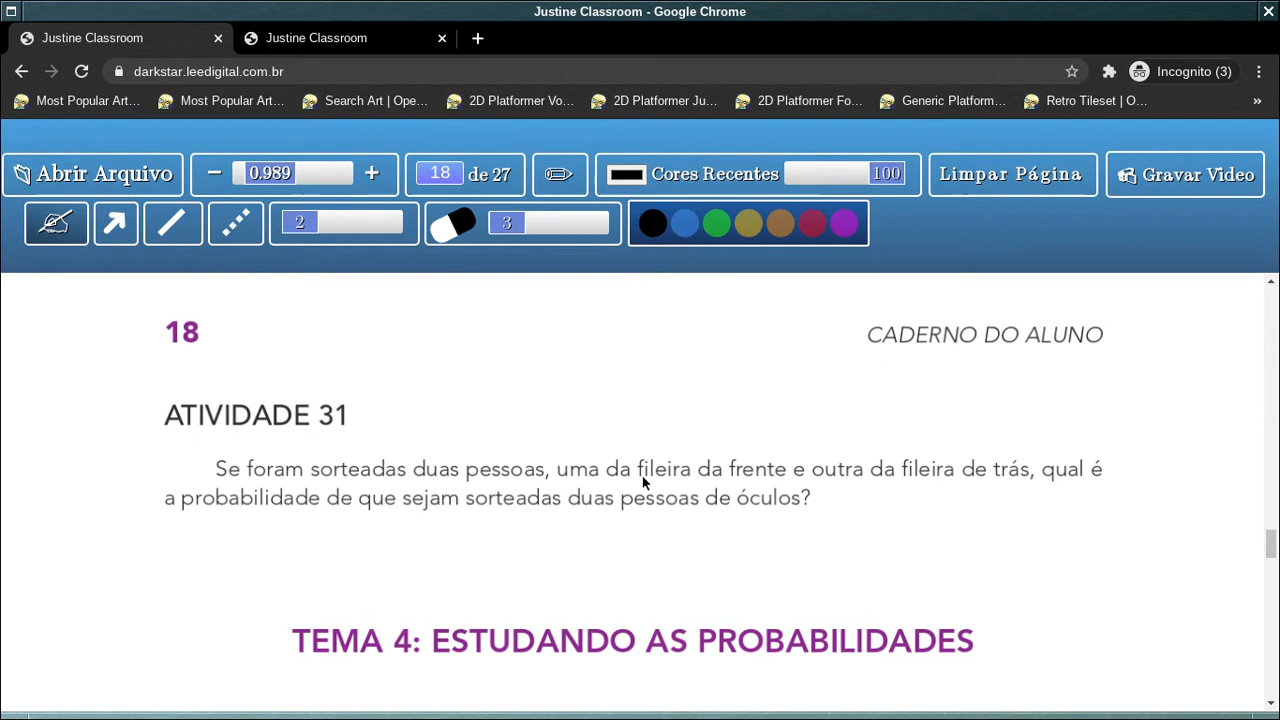 Justine Classroom - Google Chrome
Justine Classroom
Justine Classroom
darkstar.leedigital.com.br
Incognito (3)
Most Popular Art...
Most Popular Art...
Search Art | Ope...
2D Platformer Vo...
2D Platformer Ju...
2D Platformer Fo...
Generic Platform...
Retro Tileset | O...
»
Abrir Arquivo
− 0.989 +
18 de 27
Cores Recentes 100
Limpar Página
Gravar Video
2
3
18
CADERNO DO ALUNO
ATIVIDADE 31
Se foram sorteadas duas pessoas, uma da fileira da frente e outra da fileira de trás, qual é
a probabilidade de que sejam sorteadas duas pessoas de óculos?
TEMA 4: ESTUDANDO AS PROBABILIDADES